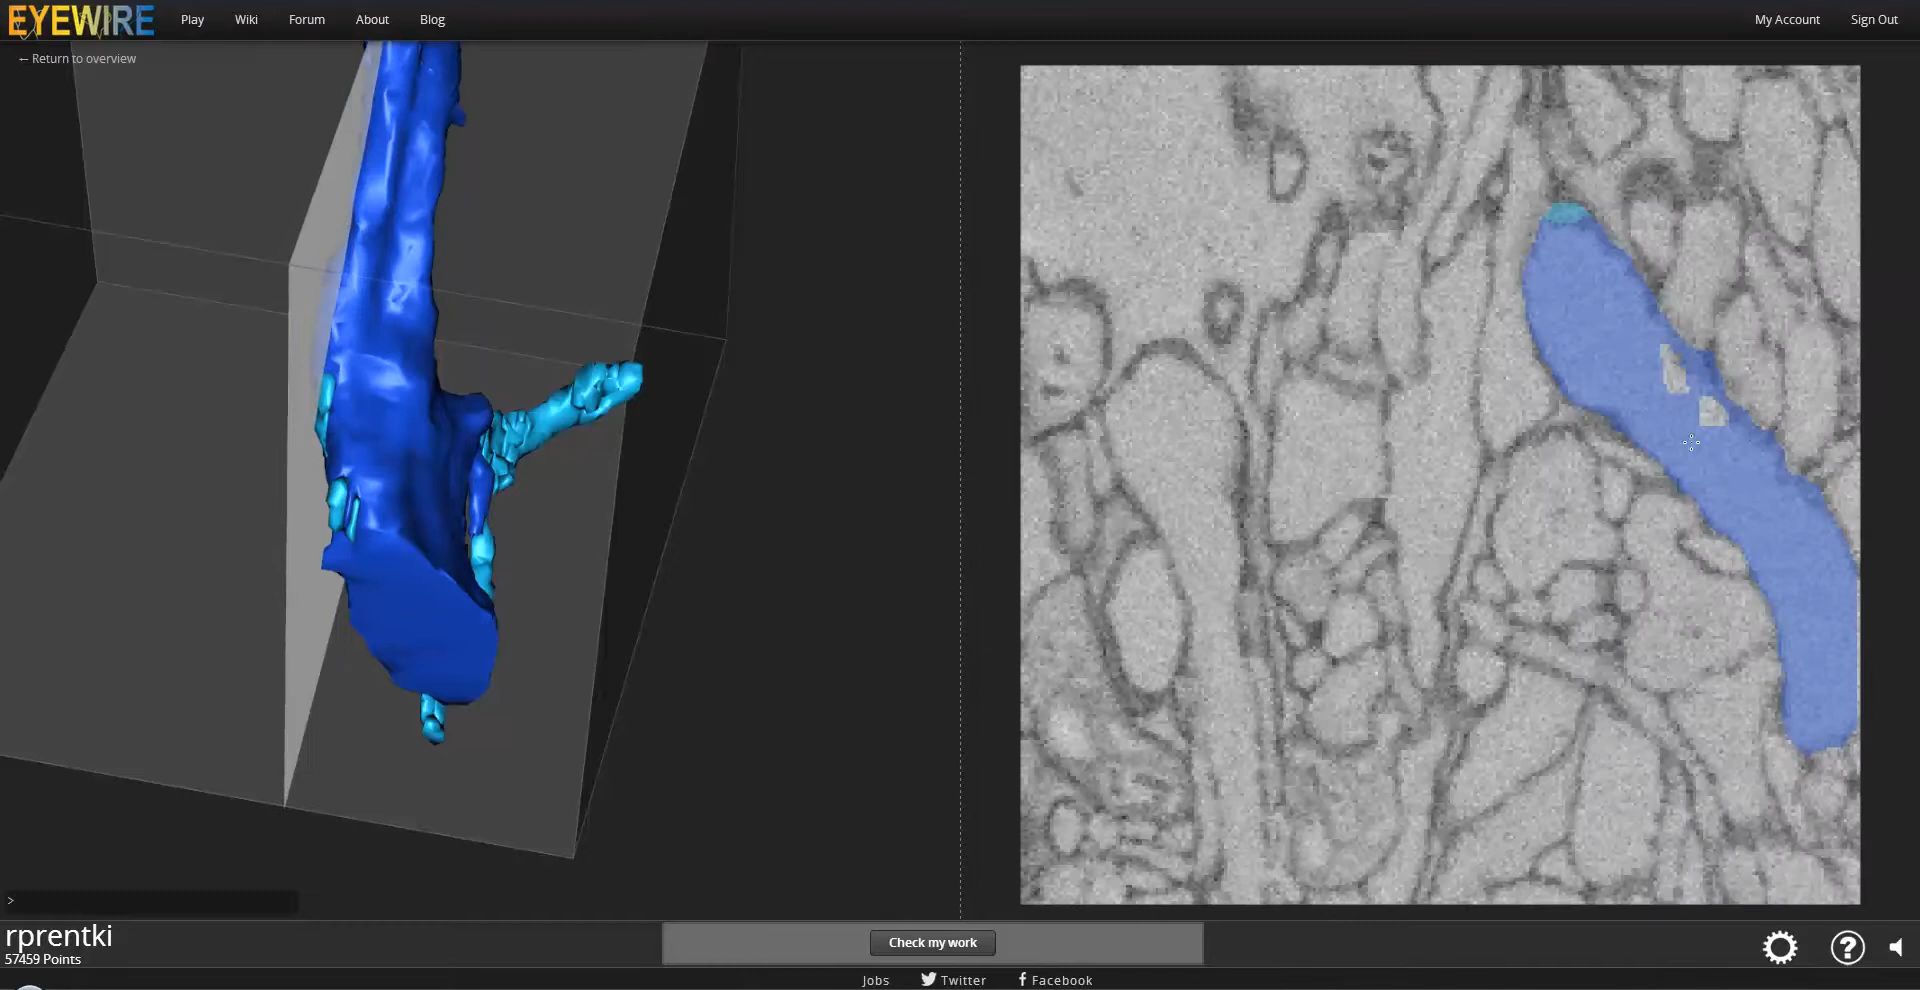 EYEWIRE Play Wiki Forum About Blog My Account Sign Out
← Return to overview
>
rprentki
57459 Points
Check my work
?
Jobs Twitter Facebook